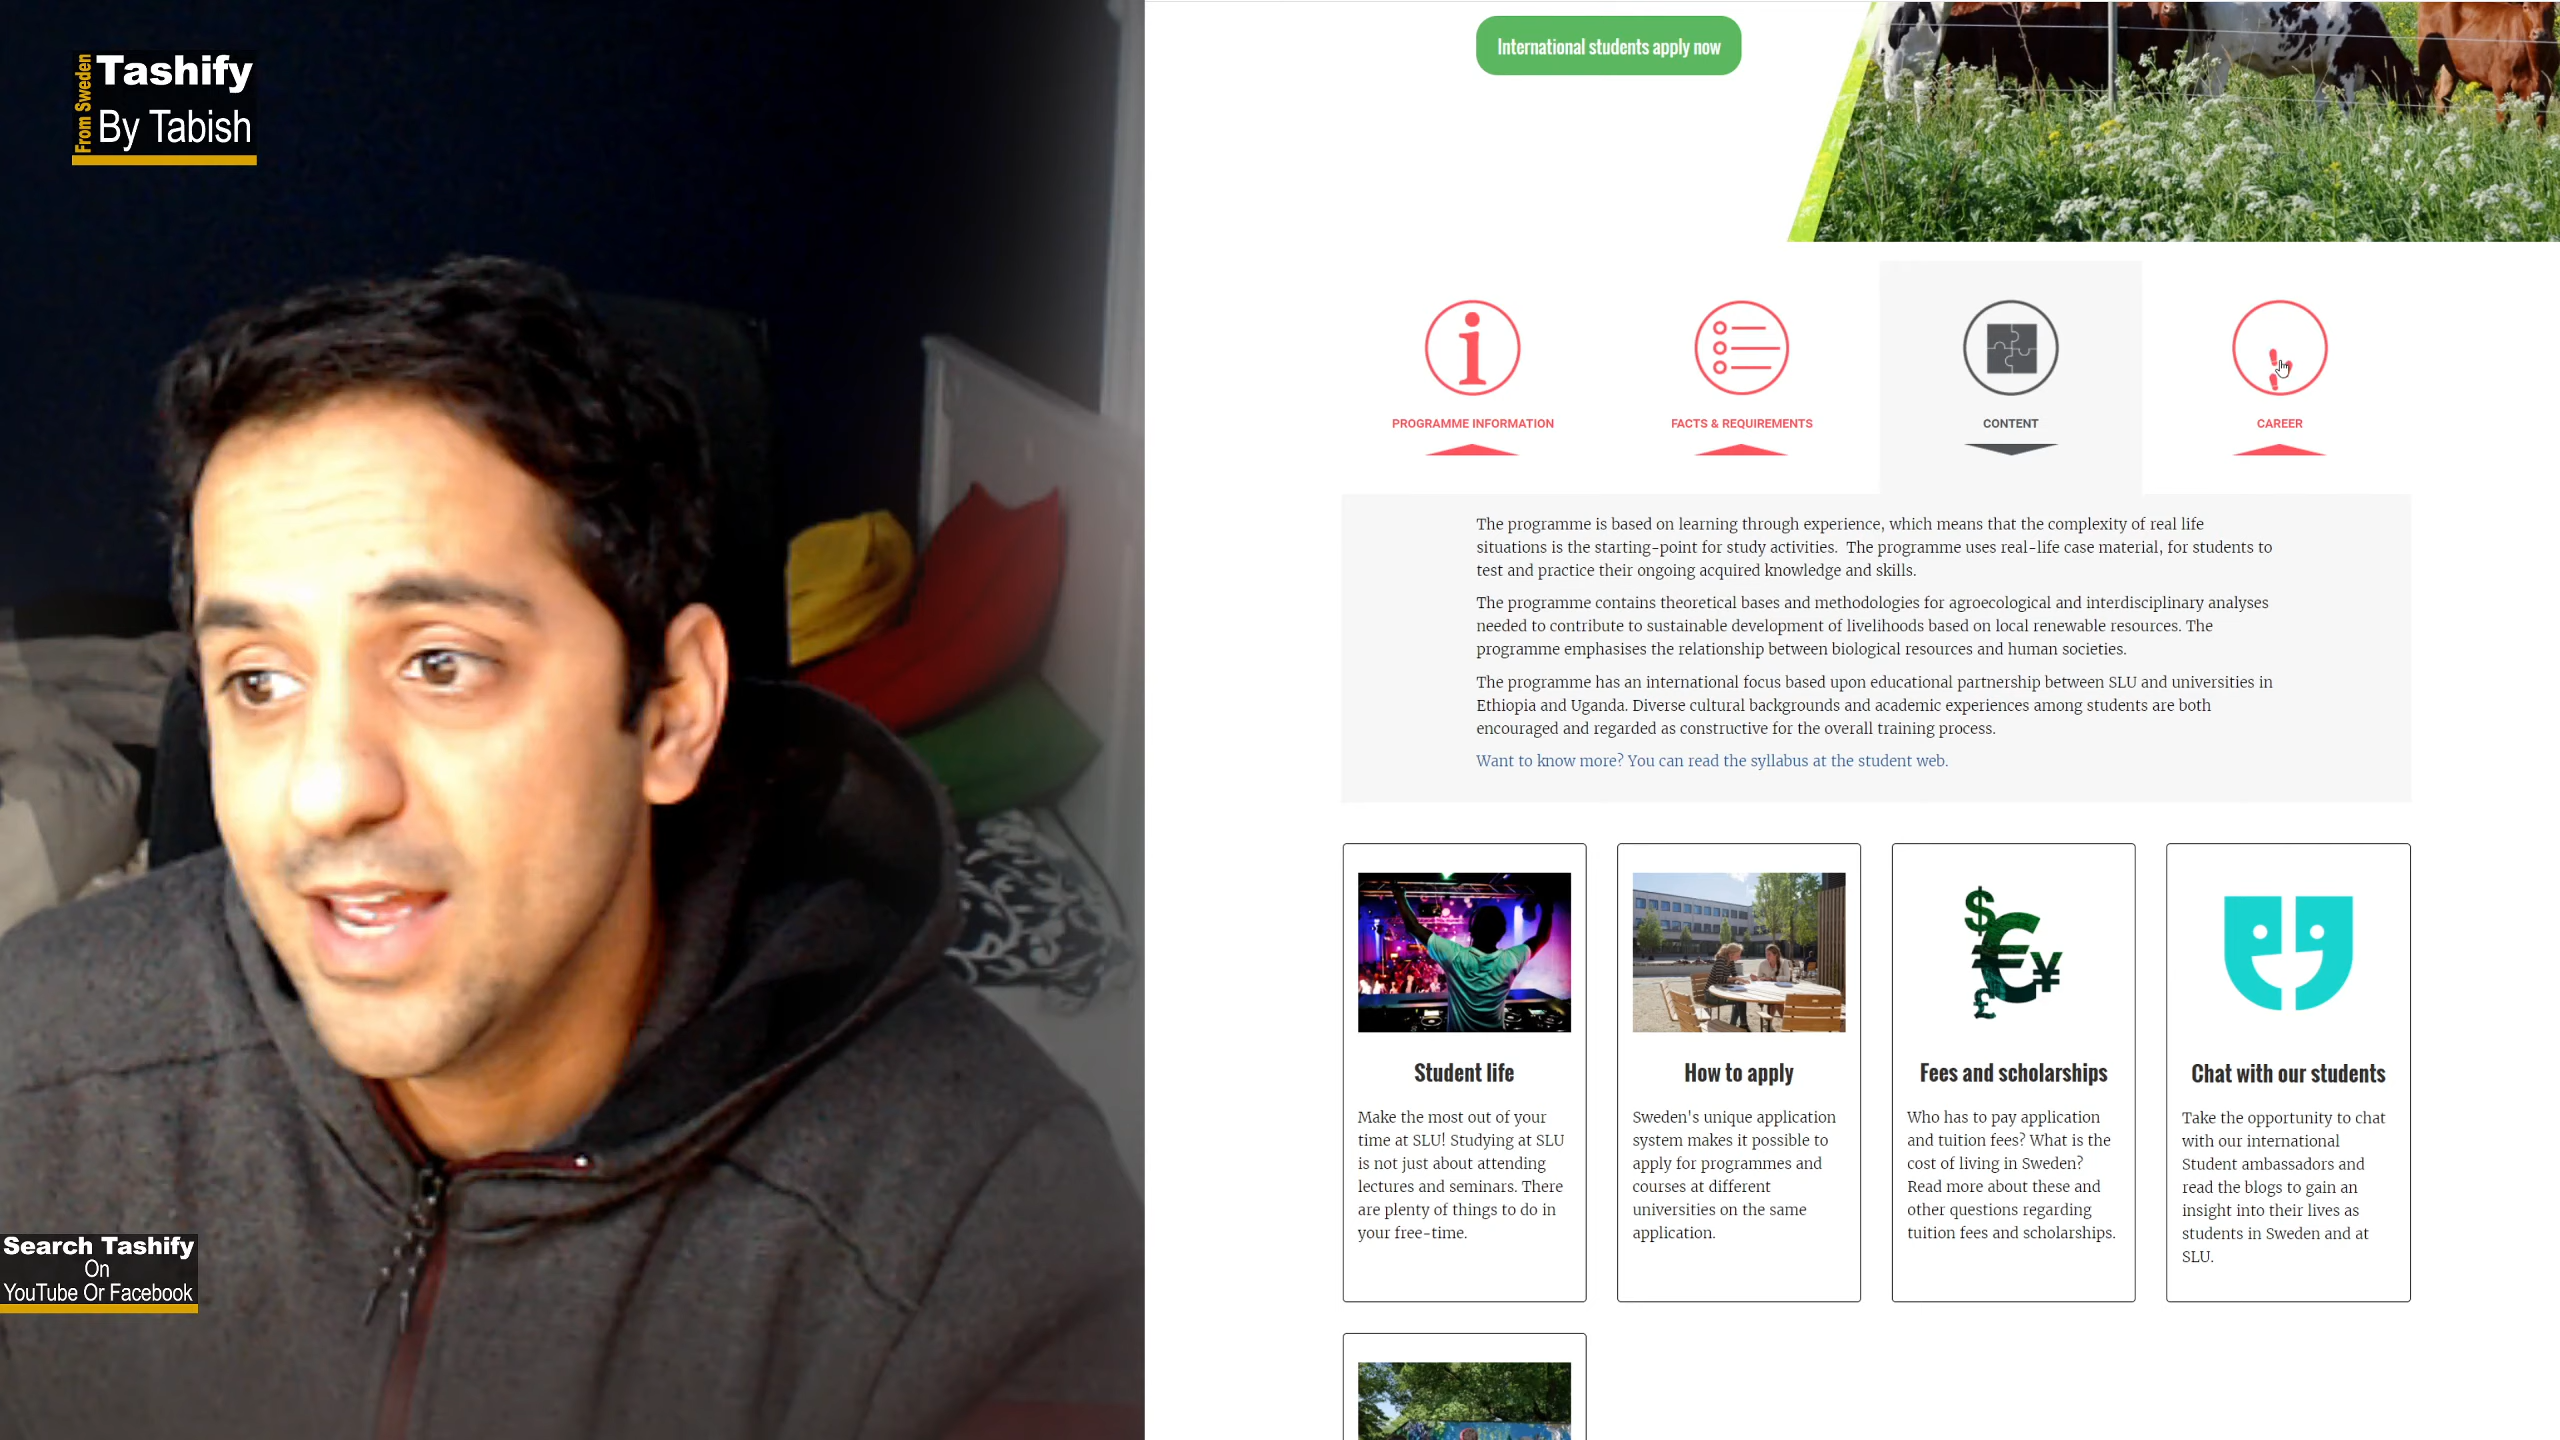 From Sweden
Tashify
By Tabish
International students apply now
PROGRAMME INFORMATION
FACTS & REQUIREMENTS
CONTENT
CAREER
The programme is based on learning through experience, which means that the complexity of real life
situations is the starting-point for study activities.  The programme uses real-life case material, for students to
test and practice their ongoing acquired knowledge and skills.
The programme contains theoretical bases and methodologies for agroecological and interdisciplinary analyses
needed to contribute to sustainable development of livelihoods based on local renewable resources. The
programme emphasises the relationship between biological resources and human societies.
The programme has an international focus based upon educational partnership between SLU and universities in
Ethiopia and Uganda. Diverse cultural backgrounds and academic experiences among students are both
encouraged and regarded as constructive for the overall training process.
Want to know more? You can read the syllabus at the student web.
Student life
Make the most out of your
time at SLU! Studying at SLU
is not just about attending
lectures and seminars. There
are plenty of things to do in
your free-time.
How to apply
Sweden's unique application
system makes it possible to
apply for programmes and
courses at different
universities on the same
application.
Fees and scholarships
Who has to pay application
and tuition fees? What is the
cost of living in Sweden?
Read more about these and
other questions regarding
tuition fees and scholarships.
Chat with our students
Take the opportunity to chat
with our international
Student ambassadors and
read the blogs to gain an
insight into their lives as
students in Sweden and at
SLU.
Search Tashify
On
YouTube Or Facebook